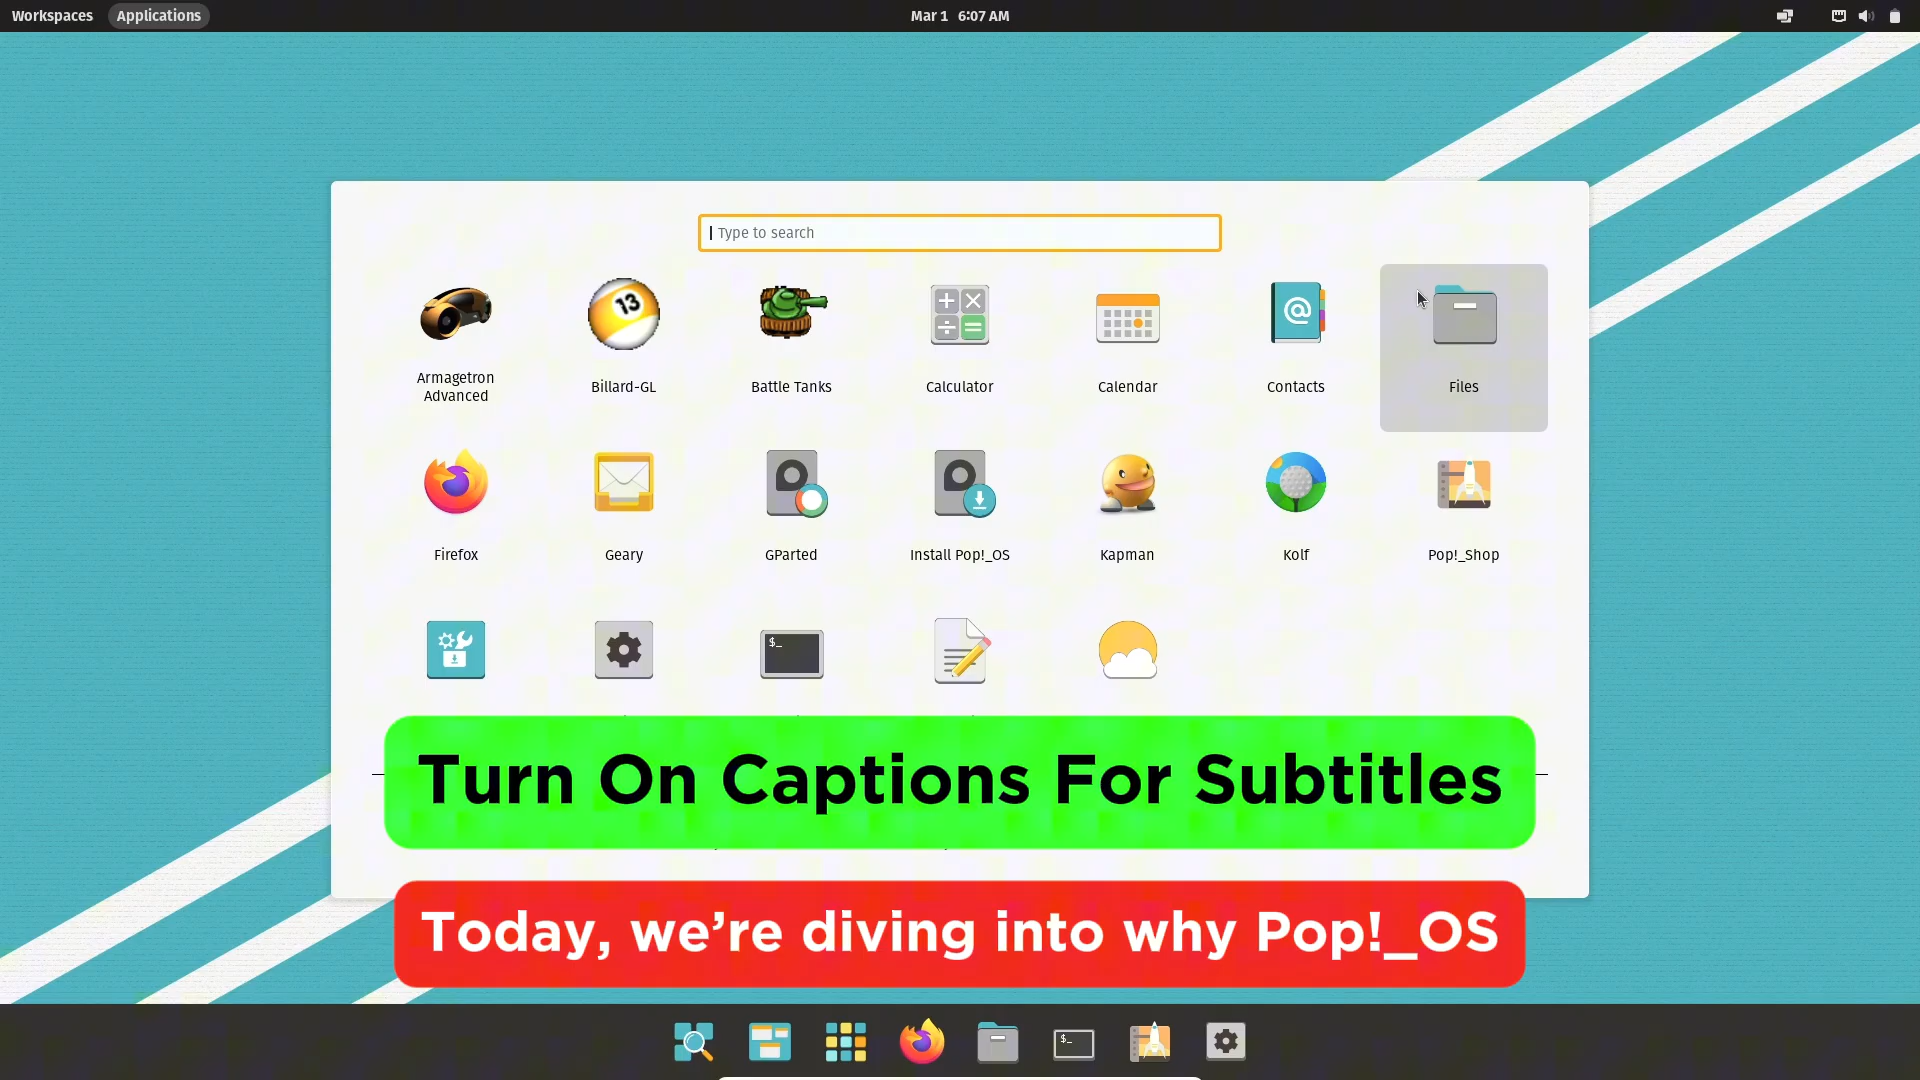 Workspaces Applications Mar 1 6:07 AM
Type to search
Armagetron
Advanced
Billard-GL Battle Tanks Calculator Calendar Contacts Files
Firefox Geary GParted Install Pop!_OS Kapman Kolf Pop!_Shop
Turn On Captions For Subtitles
Today, we’re diving into why Pop!_OS